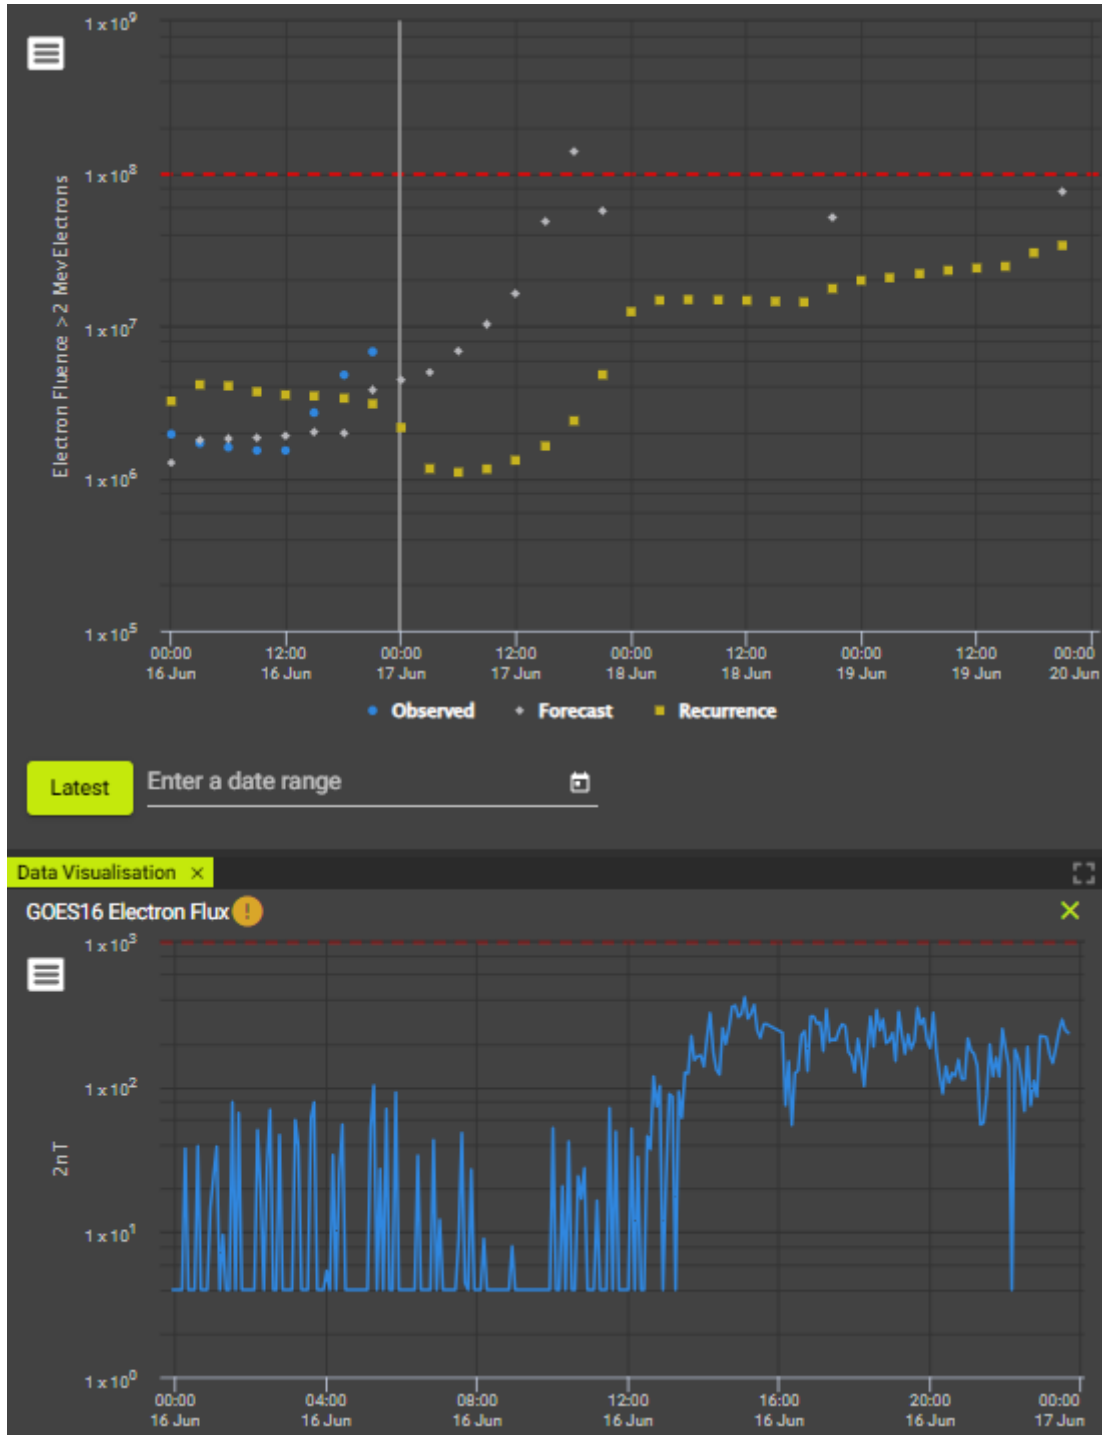 1 x 10⁹
1 x 10⁸
1 x 10⁷
1 x 10⁶
1 x 10⁵
Electron Fluence >2 Mev Electrons
00:00 12:00 00:00 12:00 00:00 12:00 00:00 12:00 00:00
16 Jun 16 Jun 17 Jun 17 Jun 18 Jun 18 Jun 19 Jun 19 Jun 20 Jun
Observed Forecast Recurrence
Latest Enter a date range
Data Visualisation ×
GOES16 Electron Flux !
1 x 10³
1 x 10²
1 x 10¹
1 x 10⁰
2 n T
00:00 04:00 08:00 12:00 16:00 20:00 00:00
16 Jun 16 Jun 16 Jun 16 Jun 16 Jun 16 Jun 17 Jun